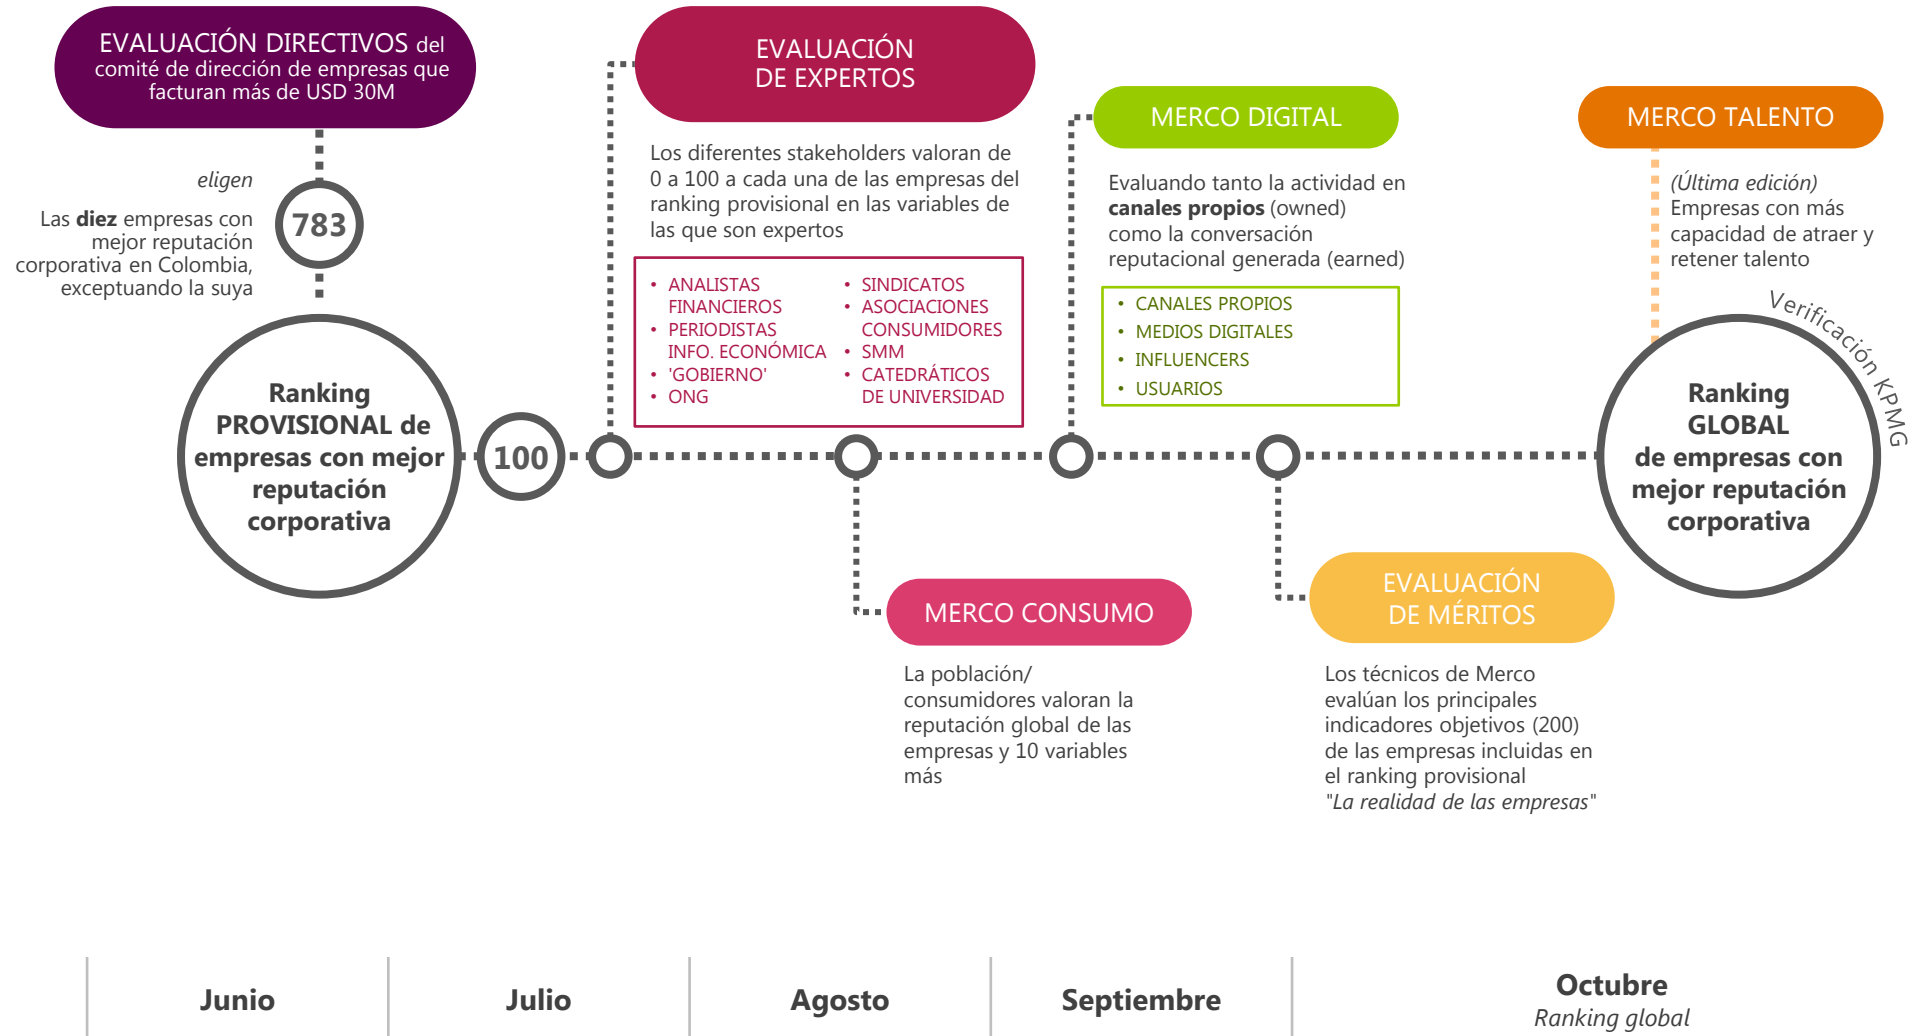 EVALUACIÓN DIRECTIVOS del
comité de dirección de empresas que
facturan más de USD 30M
eligen
Las diez empresas con
mejor reputación
corporativa en Colombia,
exceptuando la suya
783
Ranking
PROVISIONAL de
empresas con mejor
reputación
corporativa
100
EVALUACIÓN
DE EXPERTOS
Los diferentes stakeholders valoran de
0 a 100 a cada una de las empresas del
ranking provisional en las variables de
las que son expertos
• ANALISTAS
FINANCIEROS
• PERIODISTAS
INFO. ECONÓMICA
• 'GOBIERNO'
• ONG
• SINDICATOS
• ASOCIACIONES
CONSUMIDORES
• SMM
• CATEDRÁTICOS
DE UNIVERSIDAD
MERCO CONSUMO
La población/
consumidores valoran la
reputación global de las
empresas y 10 variables
más
MERCO DIGITAL
Evaluando tanto la actividad en
canales propios (owned)
como la conversación
reputacional generada (earned)
• CANALES PROPIOS
• MEDIOS DIGITALES
• INFLUENCERS
• USUARIOS
EVALUACIÓN
DE MÉRITOS
Los técnicos de Merco
evalúan los principales
indicadores objetivos (200)
de las empresas incluidas en
el ranking provisional
"La realidad de las empresas"
MERCO TALENTO
(Última edición)
Empresas con más
capacidad de atraer y
retener talento
Verificación KPMG
Ranking
GLOBAL
de empresas con
mejor reputación
corporativa
Junio
Julio
Agosto
Septiembre
Octubre
Ranking global